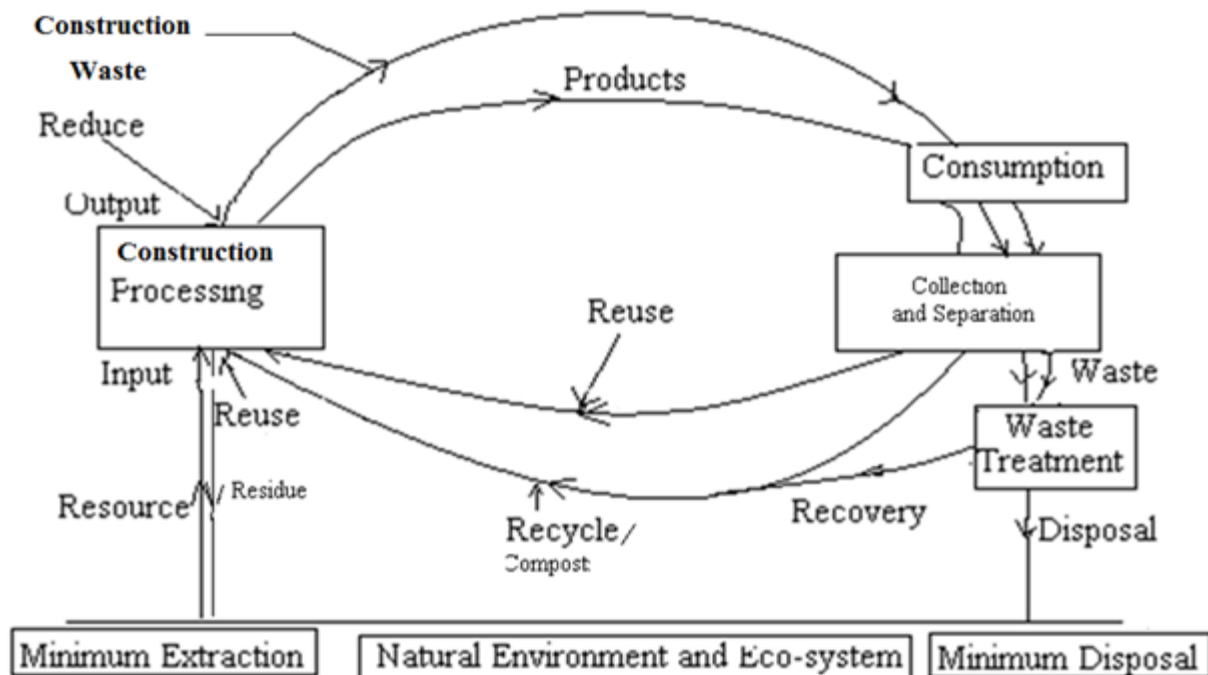 Construction
Waste
Products
Reduce
Consumption
Output
Construction
Processing
Collection
and Separation
Reuse
Input
Waste
Reuse
Waste
Treatment
Residue
Resource
Recovery
Recycle/
Compost
Disposal
Minimum Extraction
Natural Environment and Eco-system
Minimum Disposal